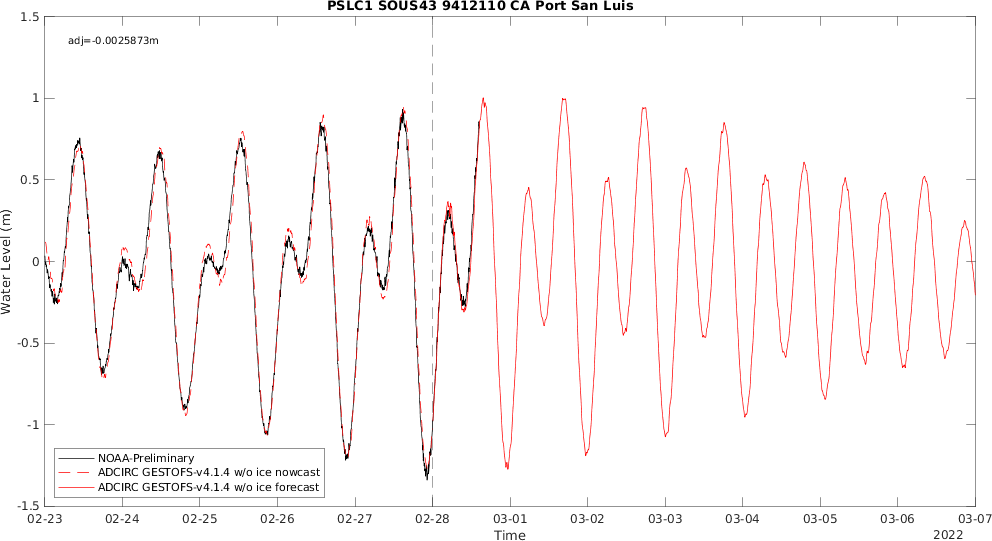 PSLC1 SOUS43 9412110 CA Port San Luis
adj=-0.0025873m
Water Level (m)
1.5
1
0.5
0
-0.5
-1
-1.5
NOAA-Preliminary
ADCIRC GESTOFS-v4.1.4 w/o ice nowcast
ADCIRC GESTOFS-v4.1.4 w/o ice forecast
02-23 02-24 02-25 02-26 02-27 02-28 03-01 03-02 03-03 03-04 03-05 03-06 03-07
Time
2022